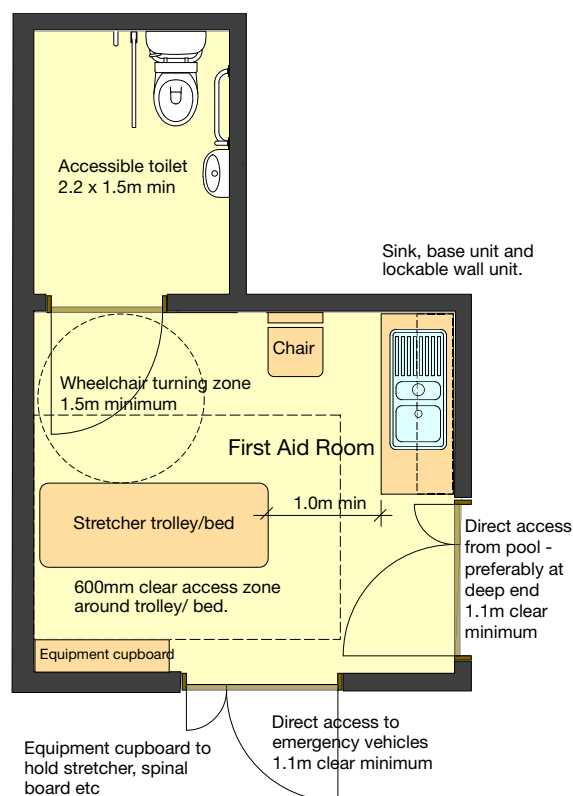 Accessible toilet
2.2 x 1.5m min
Sink, base unit and
lockable wall unit.
Chair
Wheelchair turning zone
1.5m minimum
First Aid Room
1.0m min
Stretcher trolley/bed
Direct access
from pool -
preferably at
deep end
1.1m clear
minimum
600mm clear access zone
around trolley/ bed.
Equipment cupboard
Direct access to
emergency vehicles
1.1m clear minimum
Equipment cupboard to
hold stretcher, spinal
board etc